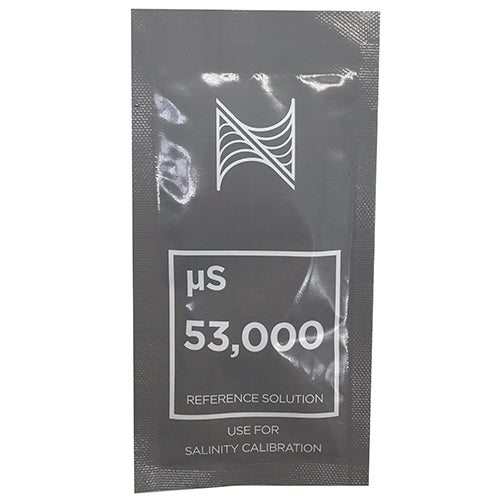 µS
53,000
REFERENCE SOLUTION
USE FOR
SALINITY CALIBRATION